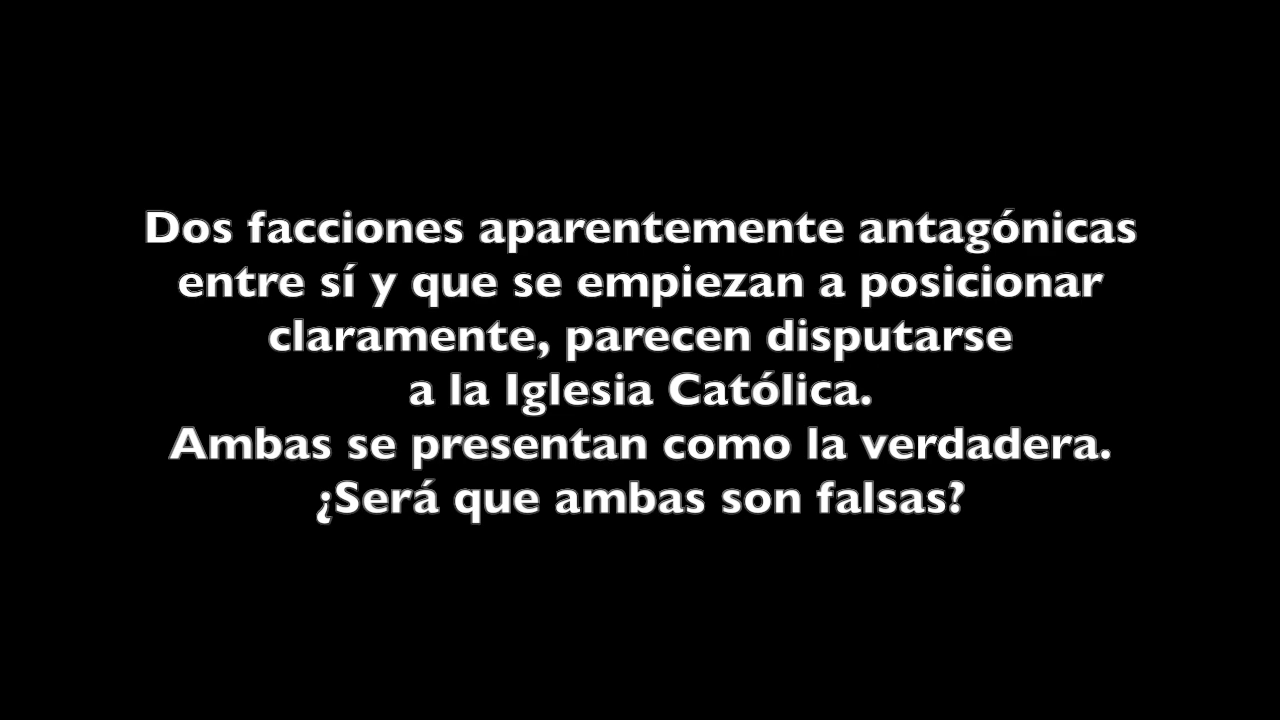 Dos facciones aparentemente antagónicas
entre sí y que se empiezan a posicionar
claramente, parecen disputarse
a la Iglesia Católica.
Ambas se presentan como la verdadera.
¿Será que ambas son falsas?